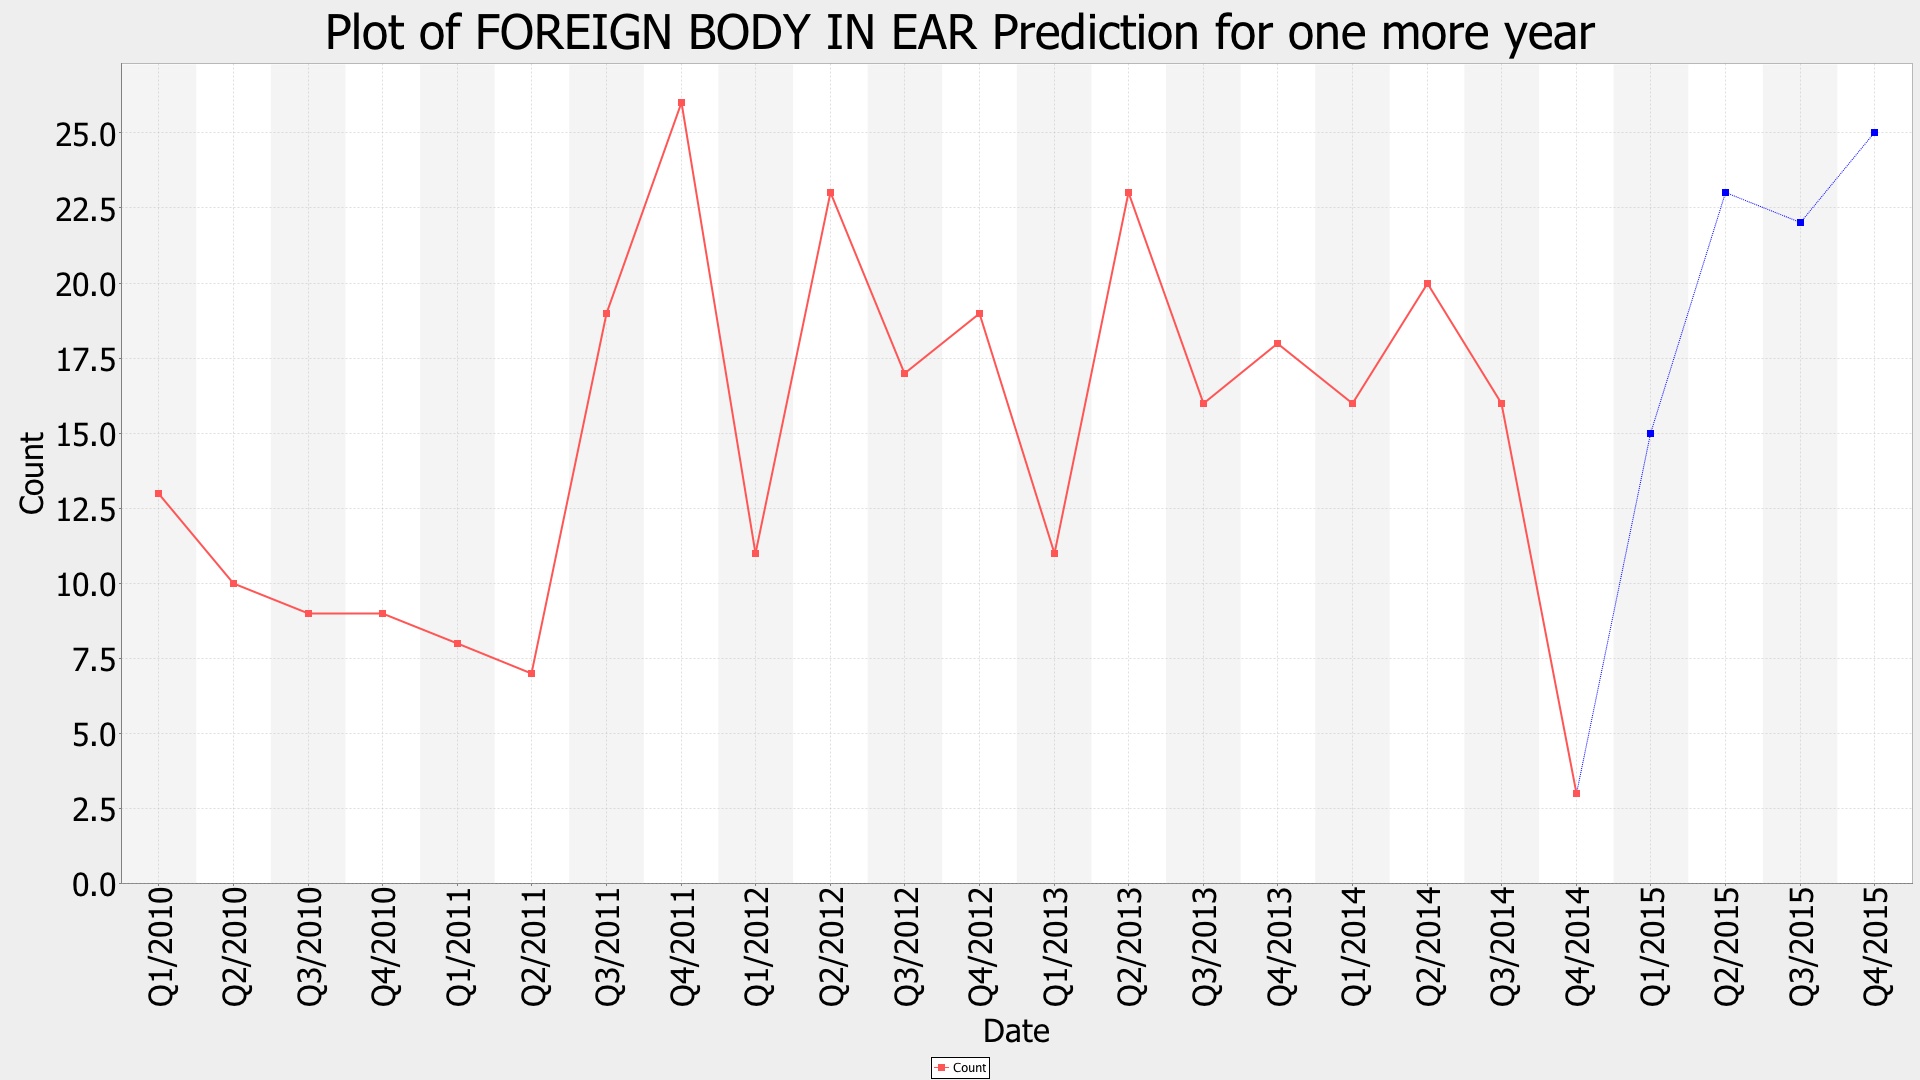 Plot of FOREIGN BODY IN EAR Prediction for one more year
Count
25.0
22.5
20.0
17.5
15.0
12.5
10.0
7.5
5.0
2.5
0.0
Q1/2010
Q2/2010
Q3/2010
Q4/2010
Q1/2011
Q2/2011
Q3/2011
Q4/2011
Q1/2012
Q2/2012
Q3/2012
Q4/2012
Q1/2013
Q2/2013
Q3/2013
Q4/2013
Q1/2014
Q2/2014
Q3/2014
Q4/2014
Q1/2015
Q2/2015
Q3/2015
Q4/2015
Date
Count